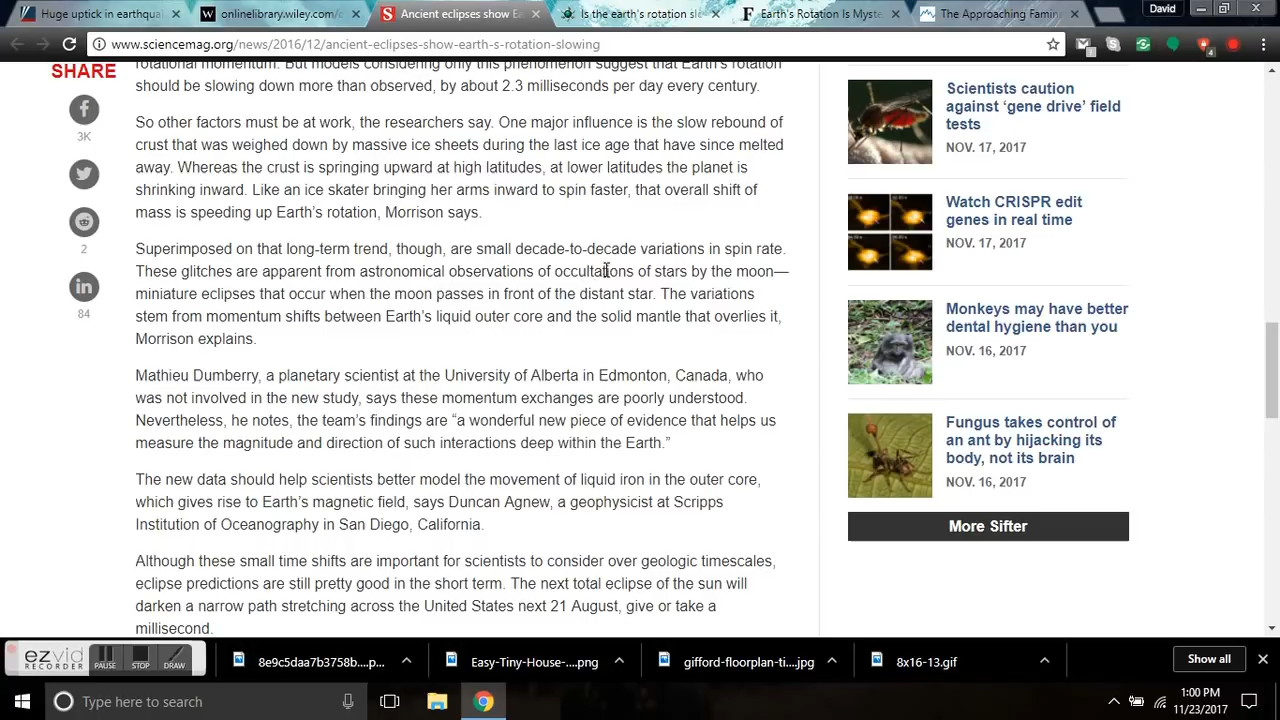 Huge uptick in earthqua
onlinelibrary.wiley.com/
Ancient eclipses show E
Is the earth's rotation slo
Earth's Rotation Is Myste
The Approaching Famin
David
www.sciencemag.org/news/2016/12/ancient-eclipses-show-earth-s-rotation-slowing
SHARE
3K
2
84
rotational momentum. But models considering only this phenomenon suggest that Earth's rotation
should be slowing down more than observed, by about 2.3 milliseconds per day every century.
So other factors must be at work, the researchers say. One major influence is the slow rebound of
crust that was weighed down by massive ice sheets during the last ice age that have since melted
away. Whereas the crust is springing upward at high latitudes, at lower latitudes the planet is
shrinking inward. Like an ice skater bringing her arms inward to spin faster, that overall shift of
mass is speeding up Earth's rotation, Morrison says.
Superimposed on that long-term trend, though, are small decade-to-decade variations in spin rate.
These glitches are apparent from astronomical observations of occultations of stars by the moon—
miniature eclipses that occur when the moon passes in front of the distant star. The variations
stem from momentum shifts between Earth's liquid outer core and the solid mantle that overlies it,
Morrison explains.
Mathieu Dumberry, a planetary scientist at the University of Alberta in Edmonton, Canada, who
was not involved in the new study, says these momentum exchanges are poorly understood.
Nevertheless, he notes, the team's findings are “a wonderful new piece of evidence that helps us
measure the magnitude and direction of such interactions deep within the Earth.”
The new data should help scientists better model the movement of liquid iron in the outer core,
which gives rise to Earth's magnetic field, says Duncan Agnew, a geophysicist at Scripps
Institution of Oceanography in San Diego, California.
Although these small time shifts are important for scientists to consider over geologic timescales,
eclipse predictions are still pretty good in the short term. The next total eclipse of the sun will
darken a narrow path stretching across the United States next 21 August, give or take a
millisecond.
Scientists caution
against ‘gene drive’ field
tests
NOV. 17, 2017
Watch CRISPR edit
genes in real time
NOV. 17, 2017
Monkeys may have better
dental hygiene than you
NOV. 16, 2017
Fungus takes control of
an ant by hijacking its
body, not its brain
NOV. 16, 2017
More Sifter
ezvid
RECORDER
PAUSE
STOP
DRAW
8e9c5daa7b3758b....p...
Easy-Tiny-House-....png
gifford-floorplan-ti....jpg
8x16-13.gif
Show all
Type here to search
1:00 PM
11/23/2017